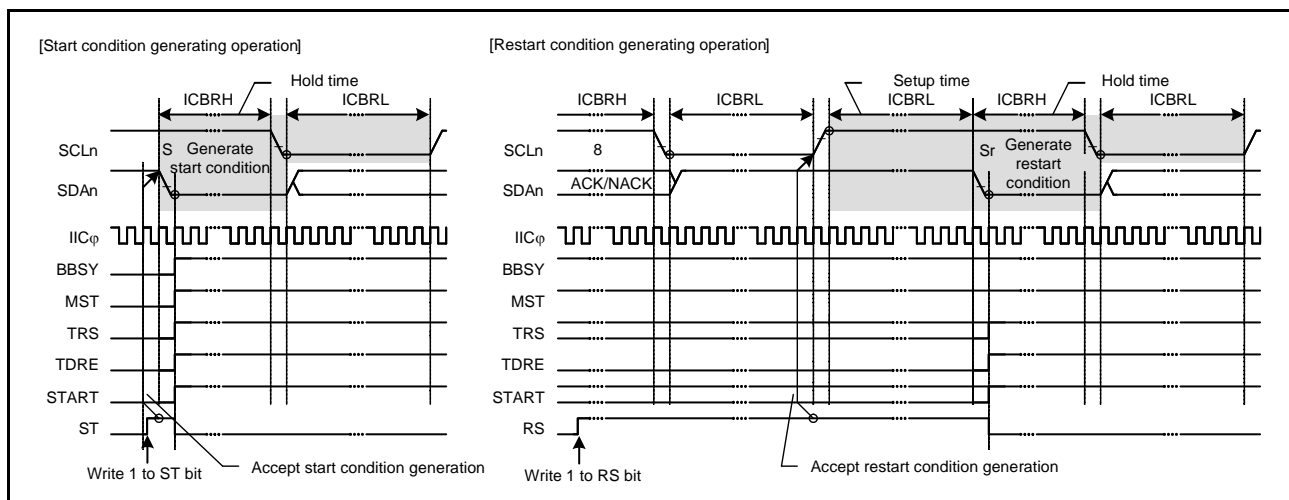 [Start condition generating operation]
[Restart condition generating operation]
Hold time
ICBRH
ICBRL
SCLn
S
Generate
start condition
SDAn
IICφ
BBSY
MST
TRS
TDRE
START
ST
Write 1 to ST bit
Accept start condition generation
Setup time
Hold time
ICBRH
ICBRL
ICBRL
ICBRH
ICBRL
SCLn
8
Sr
Generate
restart
condition
SDAn
ACK/NACK
IICφ
BBSY
MST
TRS
TDRE
START
RS
Write 1 to RS bit
Accept restart condition generation